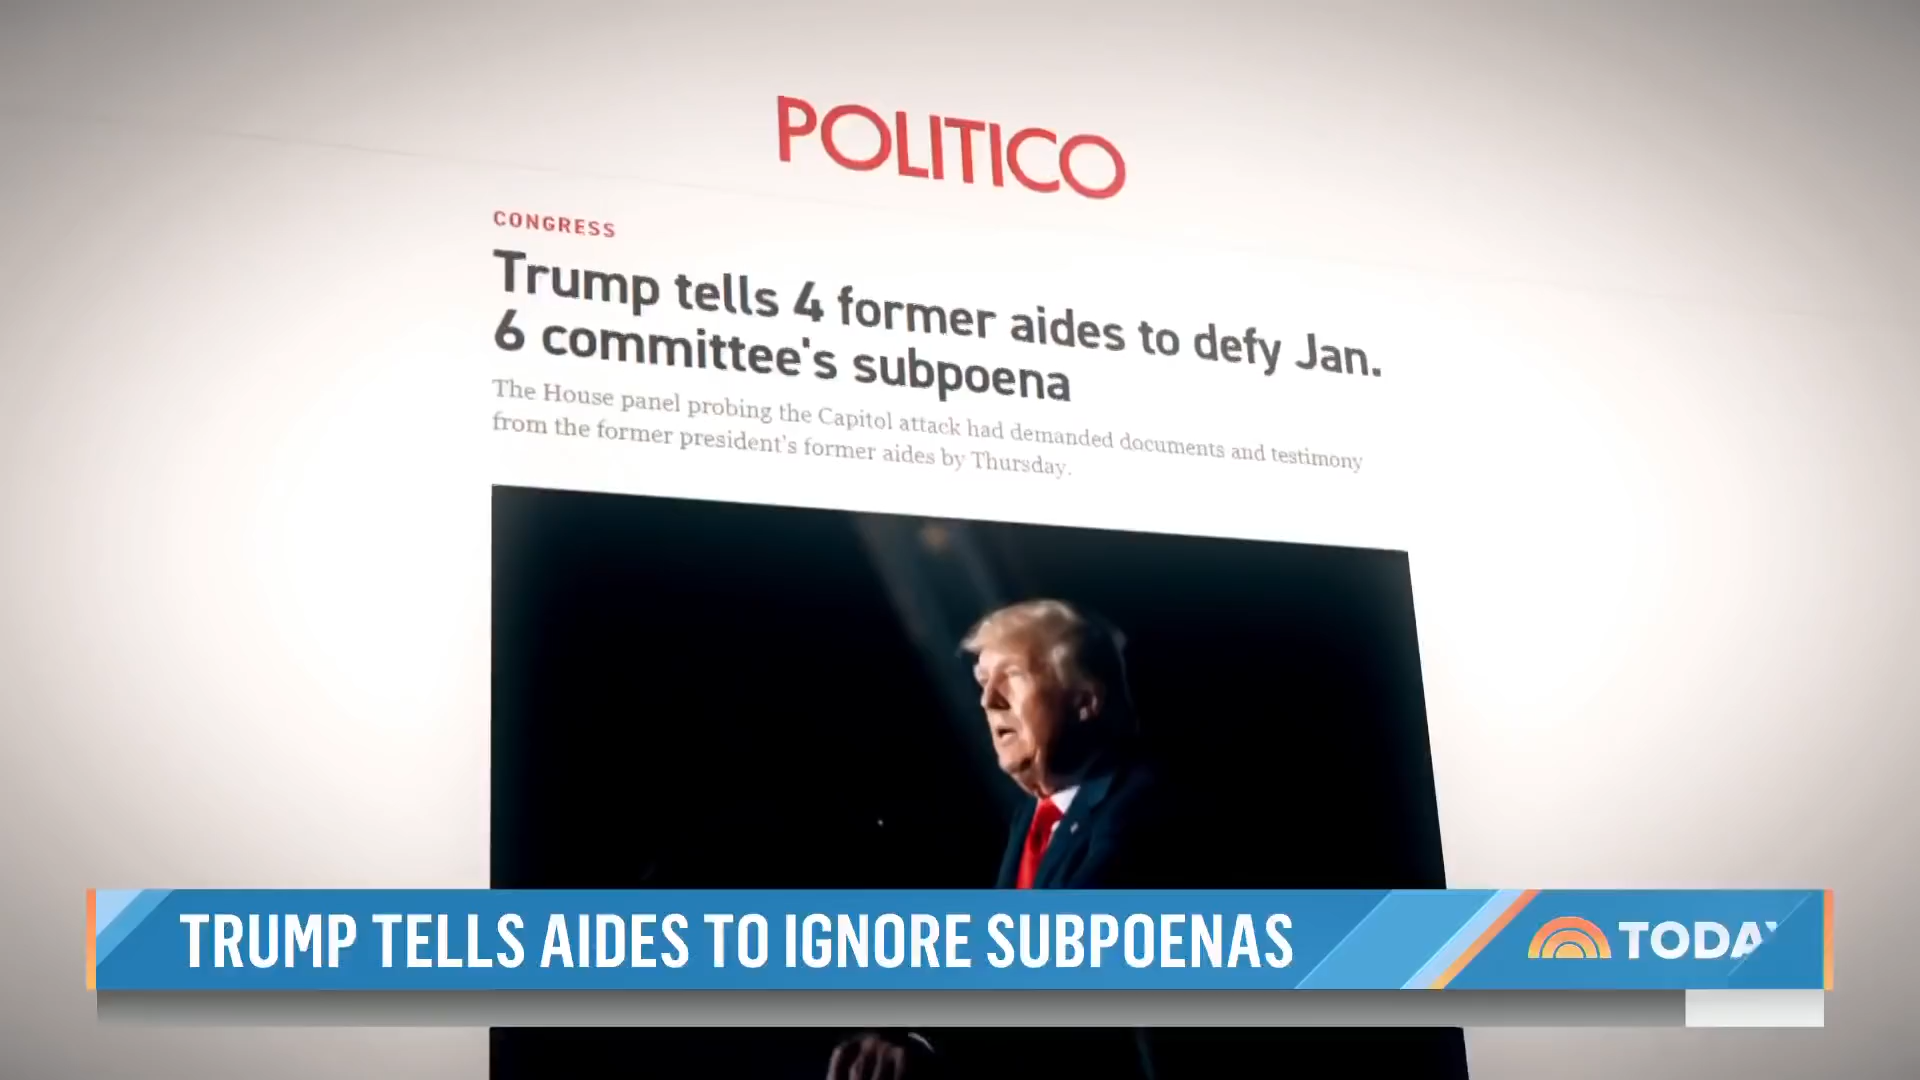 POLITICO
CONGRESS
Trump tells 4 former aides to defy Jan.
6 committee's subpoena
The House panel probing the Capitol attack had demanded documents and testimony
from the former president's former aides by Thursday.
TRUMP TELLS AIDES TO IGNORE SUBPOENAS
TODAY